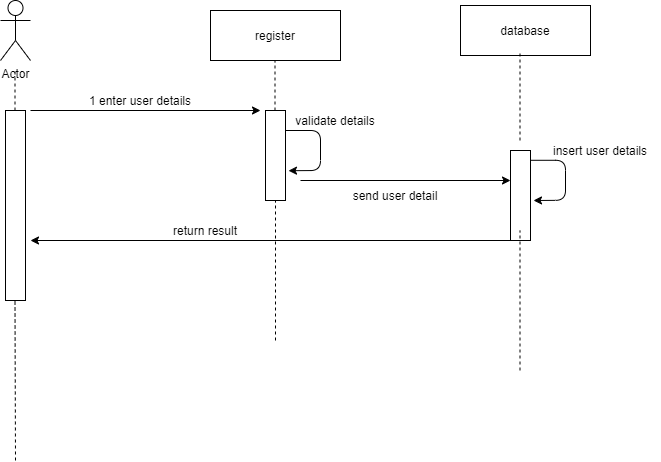 register
database
Actor
1 enter user details
validate details
insert user details
send user detail
return result